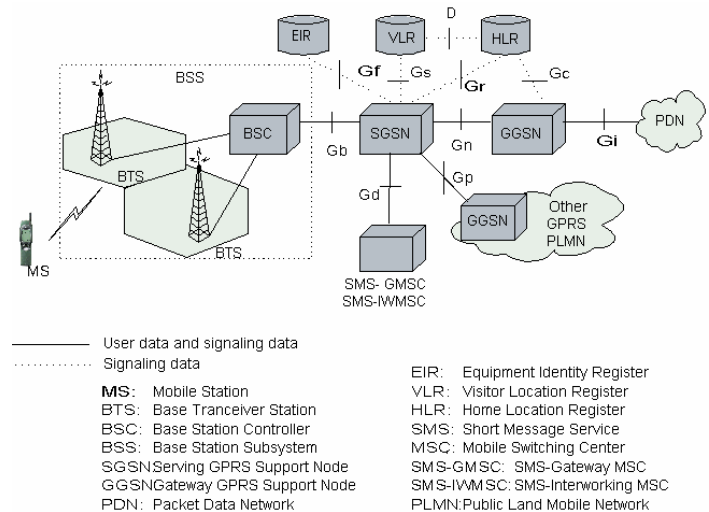 D
EIR
VLR
HLR
BSS
Gf
Gs
Gr
Gc
BSC
SGSN
GGSN
PDN
Gb
Gn
Gi
BTS
Gd
Gp
GGSN
Other
GPRS
PLMN
BTS
MS
SMS- GMSC
SMS-IWMSC
User data and signaling data
Signaling data
MS: Mobile Station
BTS: Base Tranceiver Station
BSC: Base Station Controller
BSS: Base Station Subsystem
SGSN:Serving GPRS Support Node
GGSNGateway GPRS Support Node
PDN: Packet Data Network
EIR: Equipment Identity Register
VLR: Visitor Location Register
HLR: Home Location Register
SMS: Short Message Service
MSC: Mobile Switching Center
SMS-GMSC: SMS-Gateway MSC
SMS-IWMSC: SMS-Interworking MSC
PLMN:Public Land Mobile Network